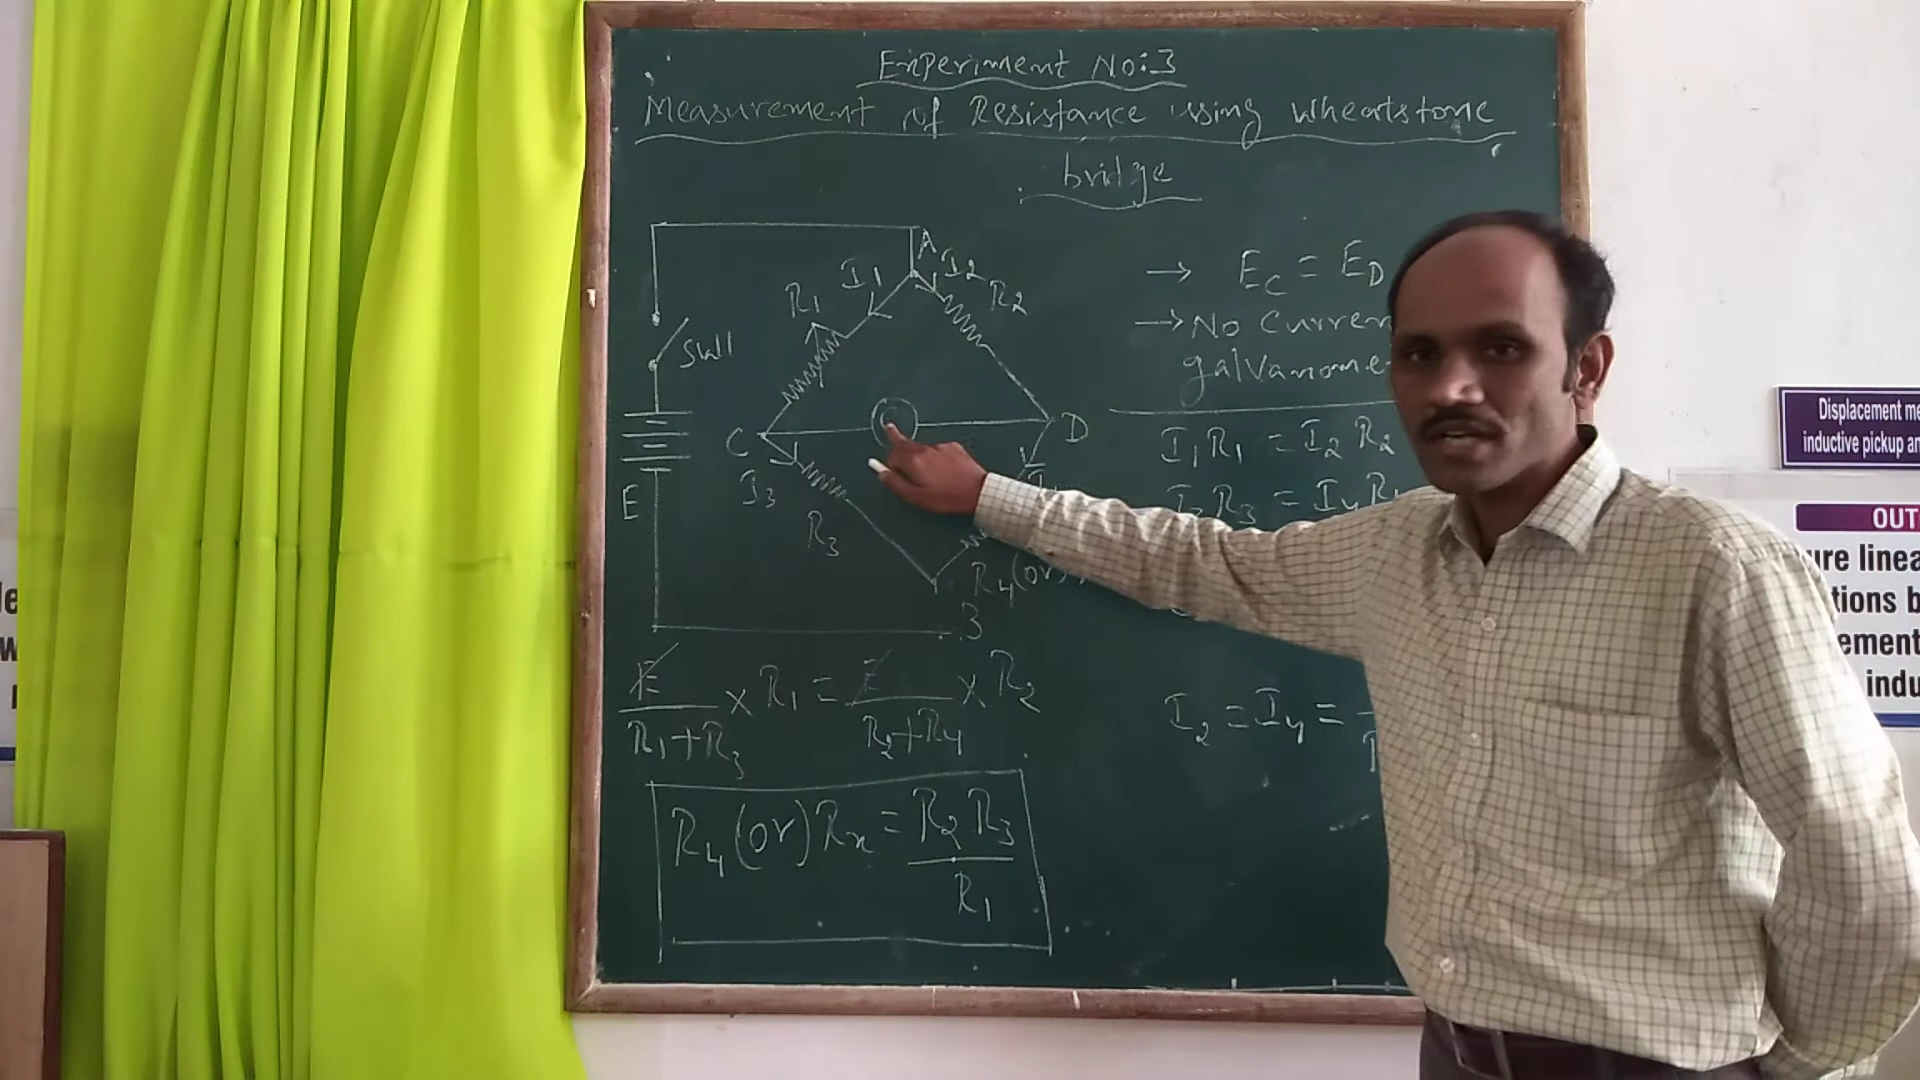 Experiment No:3
Measurement of Resistance using Wheatstone
bridge
A
I1
I2
R1
R2
SW1
C
G
D
I3
E
R3
R4(or)
B
→ EC = ED
→ No Curren
galvanome
I1R1 = I2R2
I3R3 = I4R
E/R1+R3 × R1 = E/R2+R4 × R2
I2 = I4 =
R4(or)Rx = R2R3/R1
Displacement me
inductive pickup an
OUT
ure linea
tions b
ement
indu